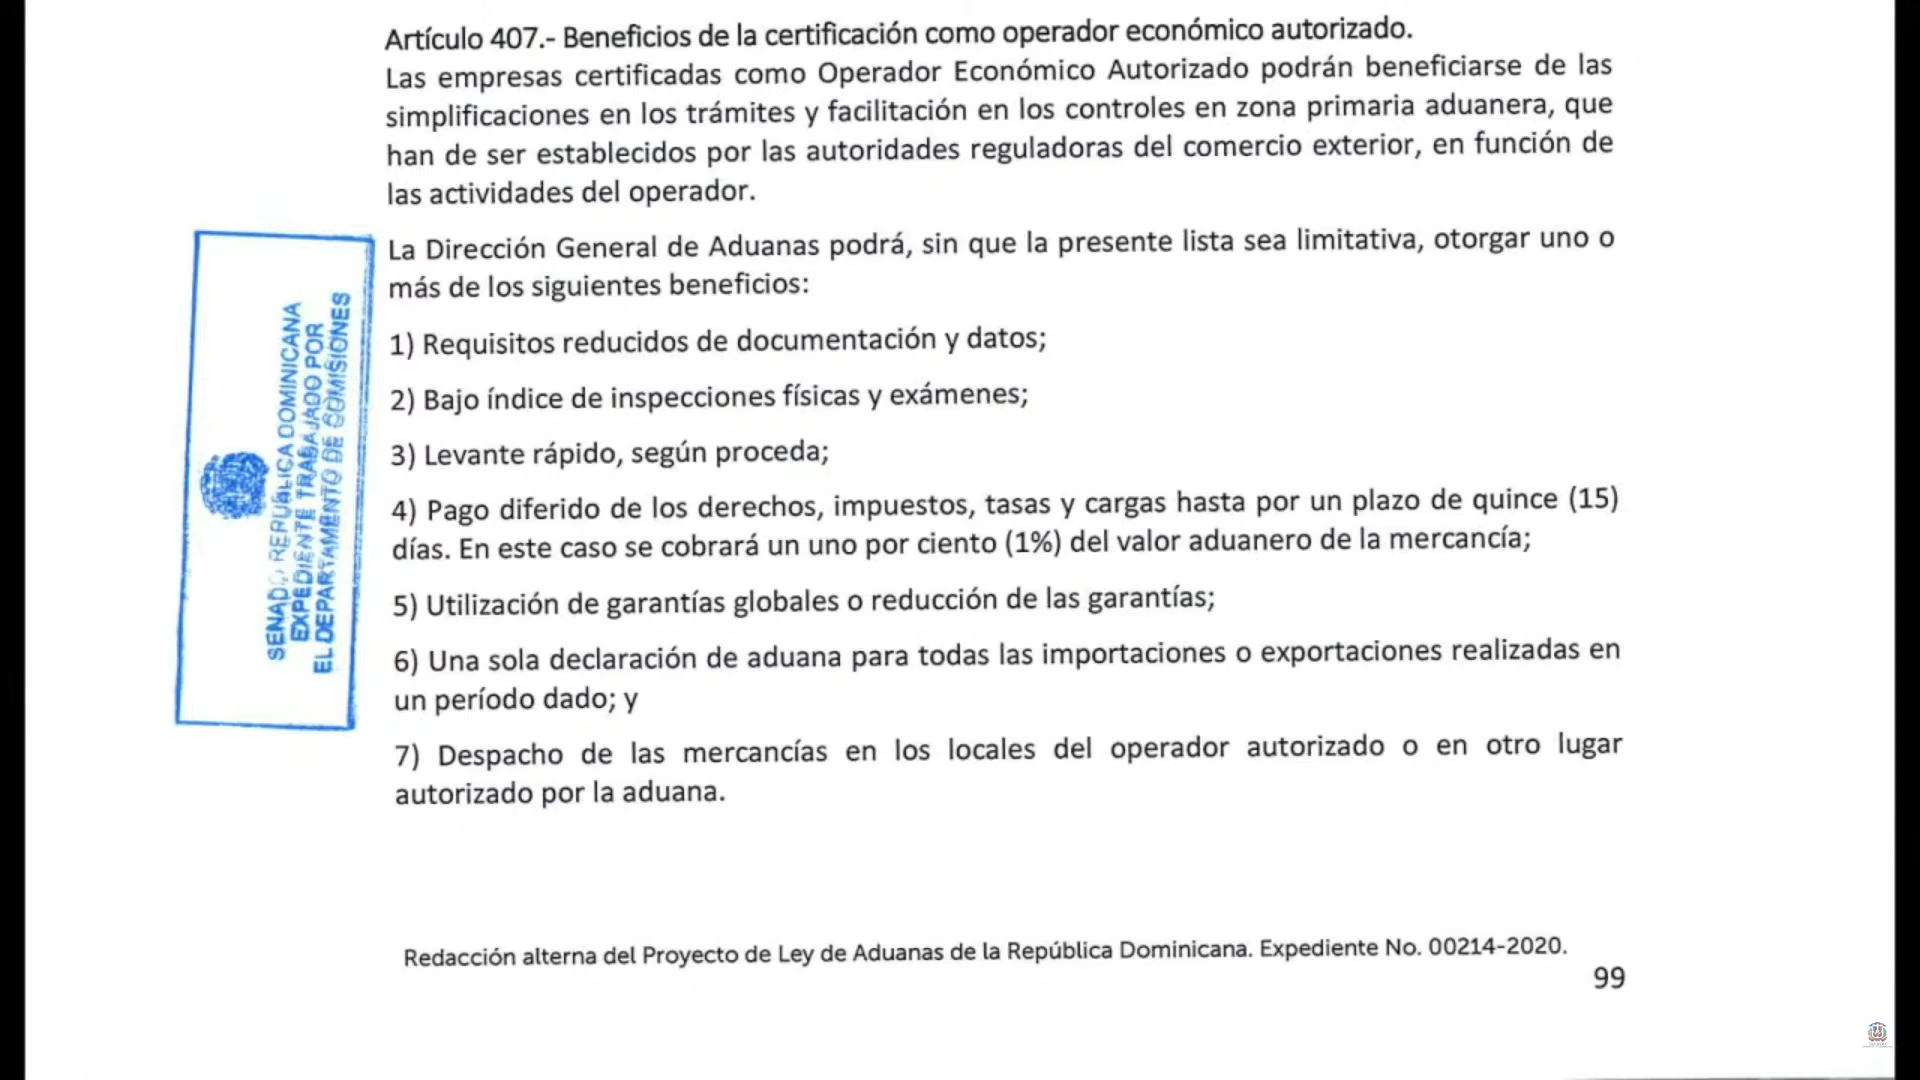 Artículo 407.- Beneficios de la certificación como operador económico autorizado.
Las empresas certificadas como Operador Económico Autorizado podrán beneficiarse de las
simplificaciones en los trámites y facilitación en los controles en zona primaria aduanera, que
han de ser establecidos por las autoridades reguladoras del comercio exterior, en función de
las actividades del operador.
La Dirección General de Aduanas podrá, sin que la presente lista sea limitativa, otorgar uno o
más de los siguientes beneficios:
1) Requisitos reducidos de documentación y datos;
2) Bajo índice de inspecciones físicas y exámenes;
3) Levante rápido, según proceda;
4) Pago diferido de los derechos, impuestos, tasas y cargas hasta por un plazo de quince (15)
días. En este caso se cobrará un uno por ciento (1%) del valor aduanero de la mercancía;
5) Utilización de garantías globales o reducción de las garantías;
6) Una sola declaración de aduana para todas las importaciones o exportaciones realizadas en
un período dado; y
7) Despacho de las mercancías en los locales del operador autorizado o en otro lugar
autorizado por la aduana.
SENADO REPÚBLICA DOMINICANA
EXPEDIENTE TRABAJADO POR
EL DEPARTAMENTO DE COMISIONES
Redacción alterna del Proyecto de Ley de Aduanas de la República Dominicana. Expediente No. 00214-2020.
99